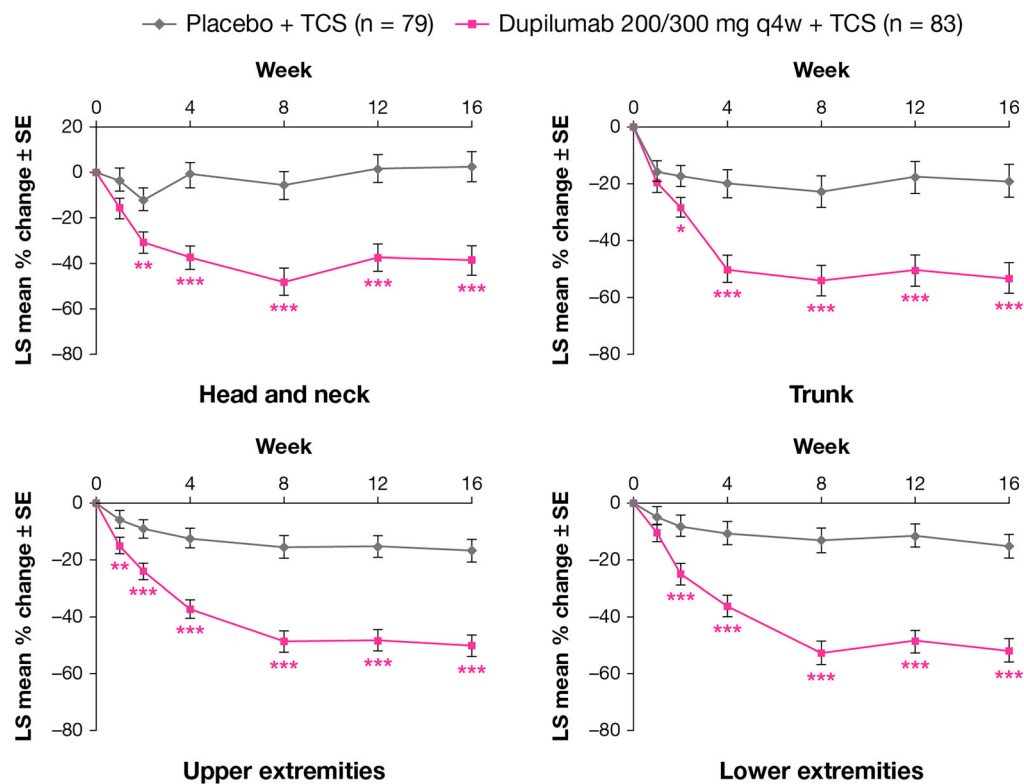 Placebo + TCS (n = 79) Dupilumab 200/300 mg q4w + TCS (n = 83)
Week
0 4 8 12 16
LS mean % change ± SE
20
0
−20
−40
−60
−80
** *** *** *** ***
Head and neck
Week
0 4 8 12 16
LS mean % change ± SE
0
−20
−40
−60
−80
* *** *** *** ***
Trunk
Week
0 4 8 12 16
LS mean % change ± SE
0
−20
−40
−60
−80
** *** *** *** *** ***
Upper extremities
Week
0 4 8 12 16
LS mean % change ± SE
0
−20
−40
−60
−80
*** *** *** *** ***
Lower extremities